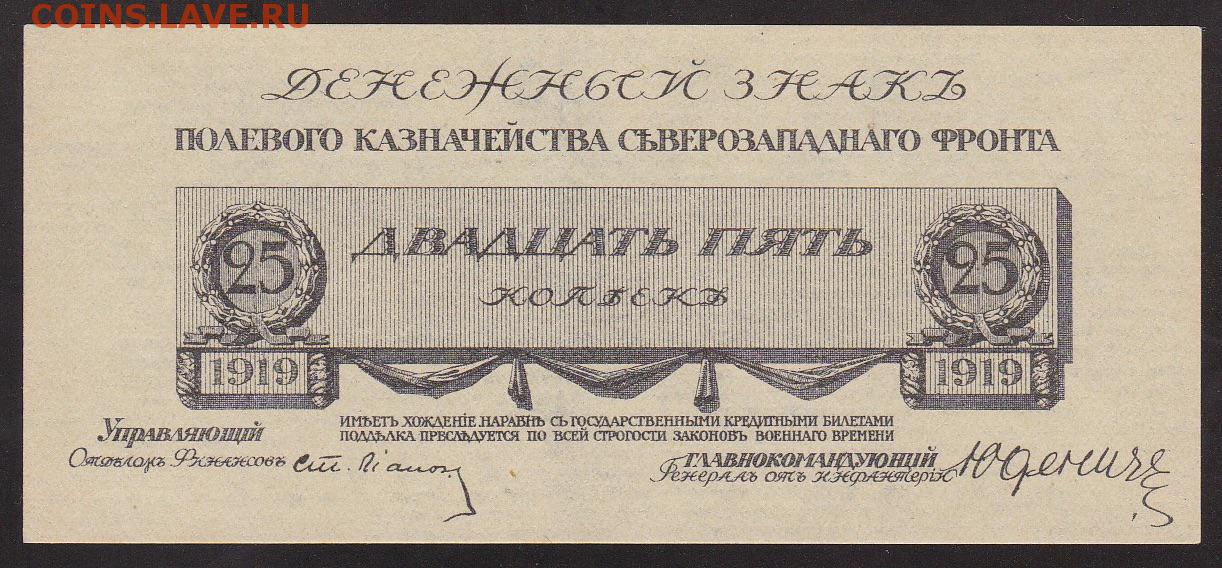 COINS.LAVE.RU
ДЕНЕЖНЫЙ ЗНАКЪ
ПОЛЕВОГО КАЗНАЧЕЙСТВА СѢВЕРОЗАПАДНАГО ФРОНТА
25 ДВАДЦАТЬ ПЯТЬ 25
КОПѢЕКЪ
1919 1919
ИМѢЕТЪ ХОЖДЕНІЕ НАРАВНѢ СЪ ГОСУДАРСТВЕННЫМИ КРЕДИТНЫМИ БИЛЕТАМИ
ПОДДѢЛКА ПРЕСЛѢДУЕТСЯ ПО ВСЕЙ СТРОГОСТИ ЗАКОНОВЪ ВОЕННАГО ВРЕМЕНИ
УПРАВЛЯЮЩІЙ
ОТДѢЛОМЪ ФИНАНСОВЪ
ГЛАВНОКОМАНДУЮЩІЙ
ГЕНЕРАЛЪ ОТЪ ИНФАНТЕРІИ Юденичъ